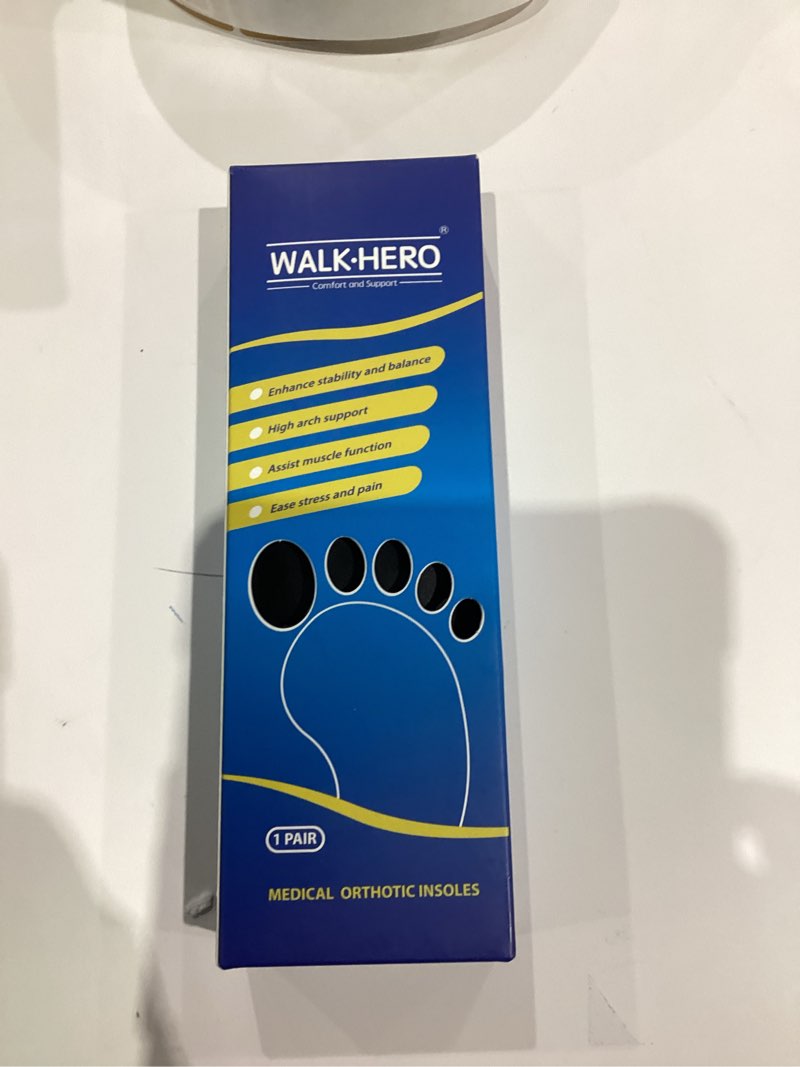 ®
WALK·HERO
Comfort and Support
Enhance stability and balance
High arch support
Assist muscle function
Ease stress and pain
1 PAIR
MEDICAL ORTHOTIC INSOLES